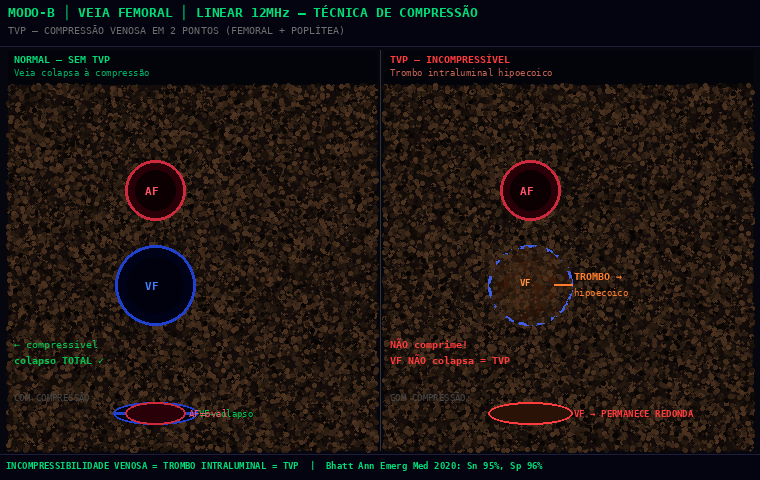 MODO-B | VEIA FEMORAL | LINEAR 12MHz — TÉCNICA DE COMPRESSÃO
TVP — COMPRESSÃO VENOSA EM 2 PONTOS (FEMORAL + POPLÍTEA)
NORMAL — SEM TVP
Veia colapsa à compressão
AF
VF
← compressível
colapso TOTAL ✓
COM COMPRESSÃO
TVP — INCOMPRESSÍVEL
Trombo intraluminal hipoecoico
AF
VF
TROMBO →
hipoecoico
NÃO comprime!
VF NÃO colapsa = TVP
COM COMPRESSÃO
VF → PERMANECE REDONDA
INCOMPRESSIBILIDADE VENOSA = TROMBO INTRALUMINAL = TVP | Bhatt Ann Emerg Med 2020: Sn 95%, Sp 96%